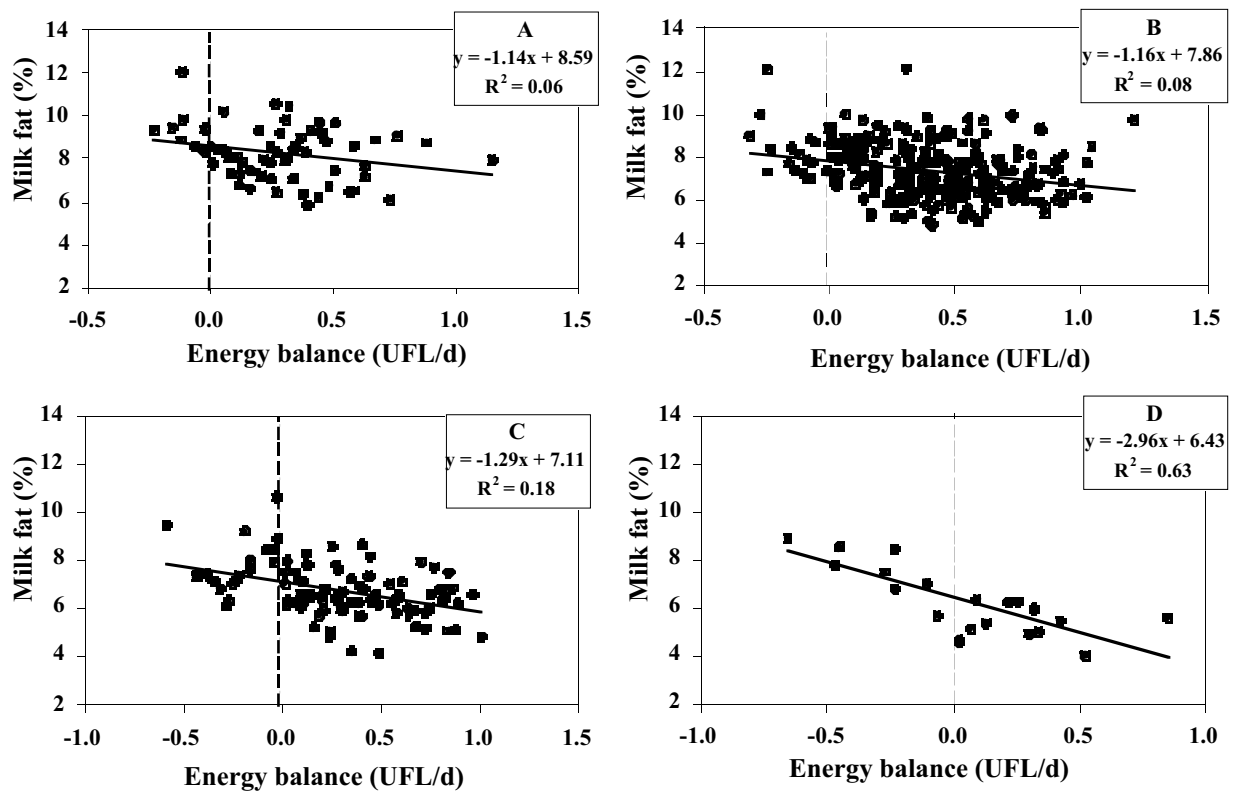 A
y = -1.14x + 8.59
R² = 0.06
Milk fat (%)
14
12
10
8
6
4
2
-0.5 0.0 0.5 1.0 1.5
Energy balance (UFL/d)
B
y = -1.16x + 7.86
R² = 0.08
Milk fat (%)
14
12
10
8
6
4
2
-0.5 0.0 0.5 1.0 1.5
Energy balance (UFL/d)
C
y = -1.29x + 7.11
R² = 0.18
Milk fat (%)
14
12
10
8
6
4
2
-1.0 -0.5 0.0 0.5 1.0 1.5
Energy balance (UFL/d)
D
y = -2.96x + 6.43
R² = 0.63
Milk fat (%)
14
12
10
8
6
4
2
-1.0 -0.5 0.0 0.5 1.0
Energy balance (UFL/d)